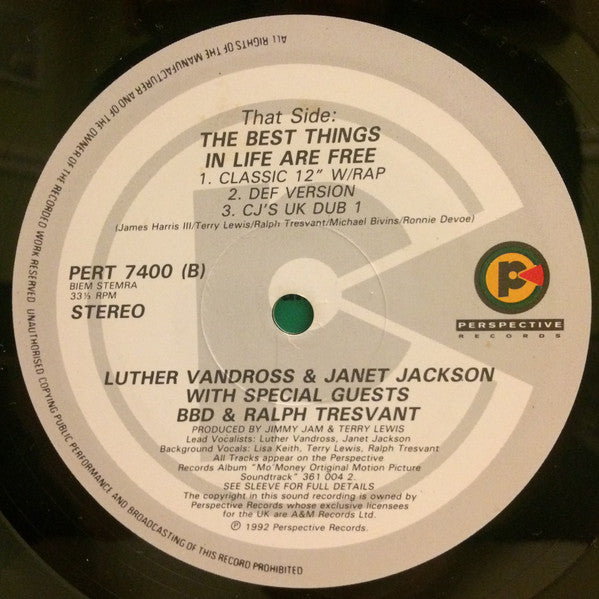 ALL RIGHTS OF THE MANUFACTURER AND OF THE OWNER OF THE RECORDED WORK RESERVED. UNAUTHORISED COPYING PUBLIC PERFORMANCE AND BROADCASTING OF THIS RECORD PROHIBITED
That Side:
THE BEST THINGS
IN LIFE ARE FREE
1. CLASSIC 12" W/RAP
2. DEF VERSION
3. CJ'S UK DUB 1
(James Harris III/Terry Lewis/Ralph Tresvant/Michael Bivins/Ronnie Devoe)
PERT 7400 (B)
BIEM STEMRA
33⅓ RPM
STEREO
P
PERSPECTIVE
RECORDS
LUTHER VANDROSS & JANET JACKSON
WITH SPECIAL GUESTS
BBD & RALPH TRESVANT
PRODUCED BY JIMMY JAM & TERRY LEWIS
Lead Vocalists: Luther Vandross, Janet Jackson
Background Vocals: Lisa Keith, Terry Lewis, Ralph Tresvant
All Tracks appear on the Perspective
Records Album "Mo'Money Ortiginal Motion Picture
Soundtrack" 361 004 2.
SEE SLEEVE FOR FULL DETAILS
The copyright in this sound recording is owned by
Perspective Records whose exclusive licensees
for the UK are A&M Records Ltd.
℗ 1992 Perspective Records.